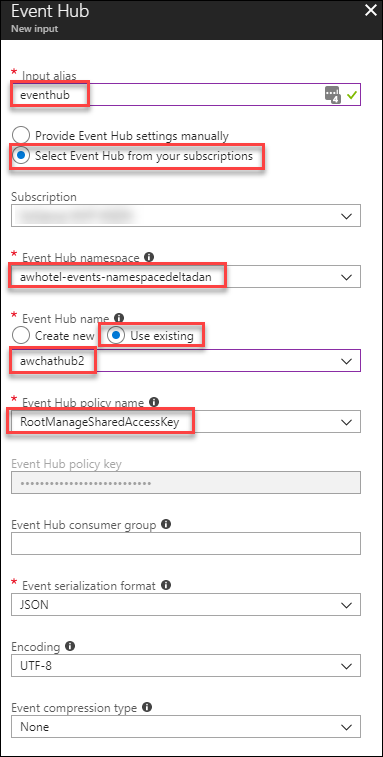 Event Hub
New input
* Input alias
eventhub
4
Provide Event Hub settings manually
Select Event Hub from your subscriptions
Subscription
* Event Hub namespace
awhotel-events-namespacedeltadan
* Event Hub name
Create new Use existing
awchathub2
* Event Hub policy name
RootManageSharedAccessKey
Event Hub policy key
••••••••••••••••••••••••••••
Event Hub consumer group
* Event serialization format
JSON
Encoding
UTF-8
Event compression type
None